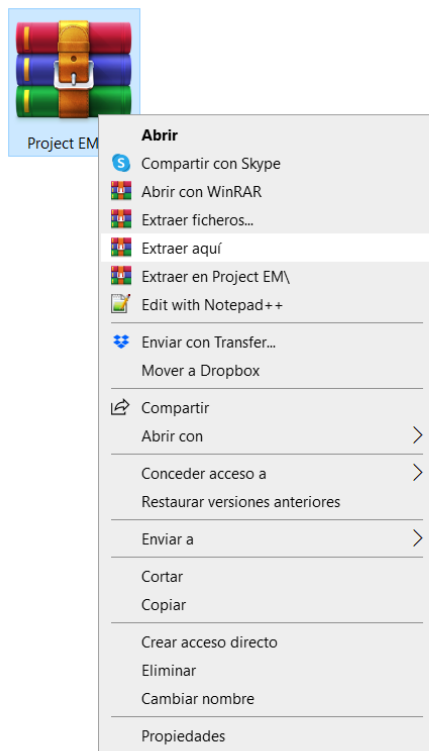 Project EM
Abrir
Compartir con Skype
Abrir con WinRAR
Extraer ficheros...
Extraer aquí
Extraer en Project EM\
Edit with Notepad++
Enviar con Transfer...
Mover a Dropbox
Compartir
Abrir con
Conceder acceso a
Restaurar versiones anteriores
Enviar a
Cortar
Copiar
Crear acceso directo
Eliminar
Cambiar nombre
Propiedades